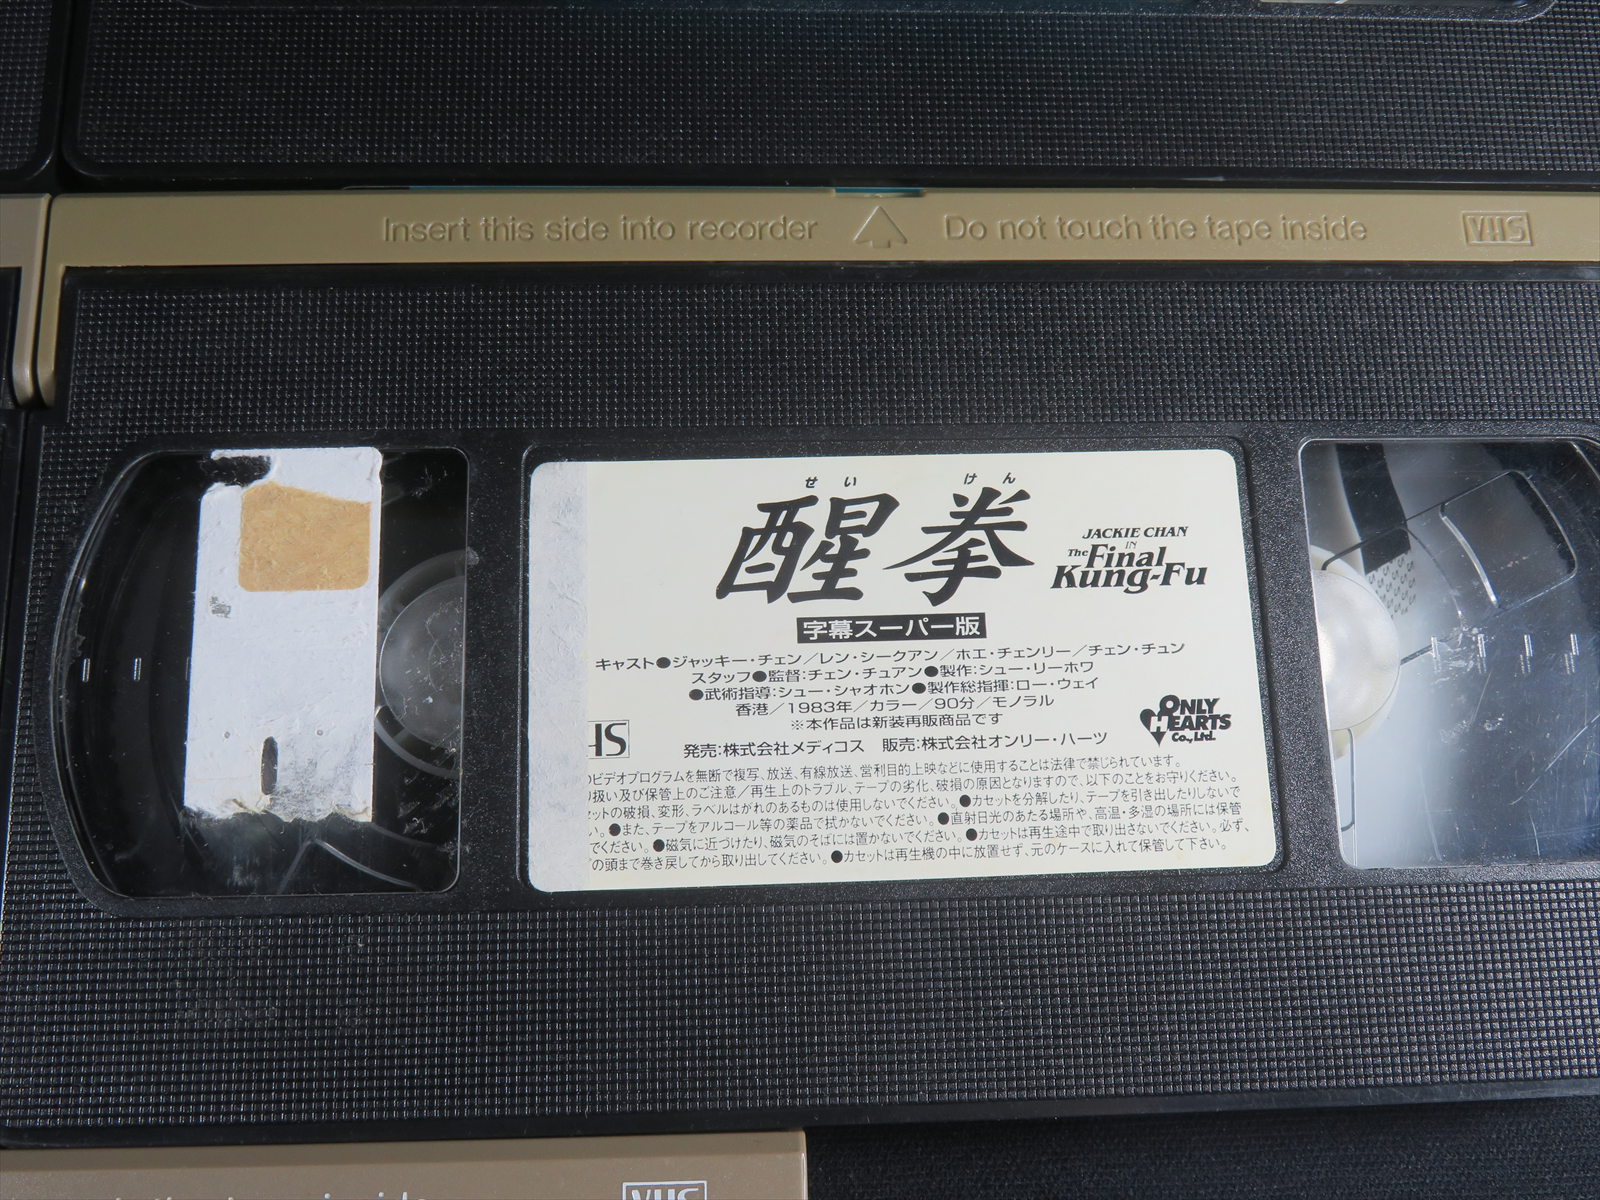 Insert this side into recorder Do not touch the tape inside VHS
せい けん
醒拳
JACKIE CHAN
IN
The Final
Kung-Fu
字幕スーパー版
キャスト●ジャッキー・チェン／レン・シークアン／ホエ・チェンリー／チェン・チュン
スタッフ●監督:チェン・チュアン●製作:シュー・リーホワ
●武術指導:シュー・シャオホン●製作総指揮:ロー・ウェイ
香港／1983年／カラー／90分／モノラル
※本作品は新装再販商品です
HS
発売:株式会社メディコス 販売:株式会社オンリー・ハーツ
ONLY
HEARTS
Co.,Ltd.
ビデオプログラムを無断で複写、放送、有線放送、営利目的上映などに使用することは法律で禁じられています。
り扱い及び保管上のご注意／再生上のトラブル、テープの劣化、破損の原因となりますので、以下のことをお守りください。
セットの破損、変形、ラベルはがれのあるものは使用しないでください。●カセットを分解したり、テープを引き出したりしないで
い。●また、テープをアルコール等の薬品で拭かないでください。●直射日光のあたる場所や、高温・多湿の場所には保管
でください。●磁気に近づけたり、磁気のそばには置かないでください。●カセットは再生途中で取り出さないでください。必ず、
の頭まで巻き戻してから取り出してください。●カセットは再生機の中に放置せず、元のケースに入れて保管して下さい。
VHS